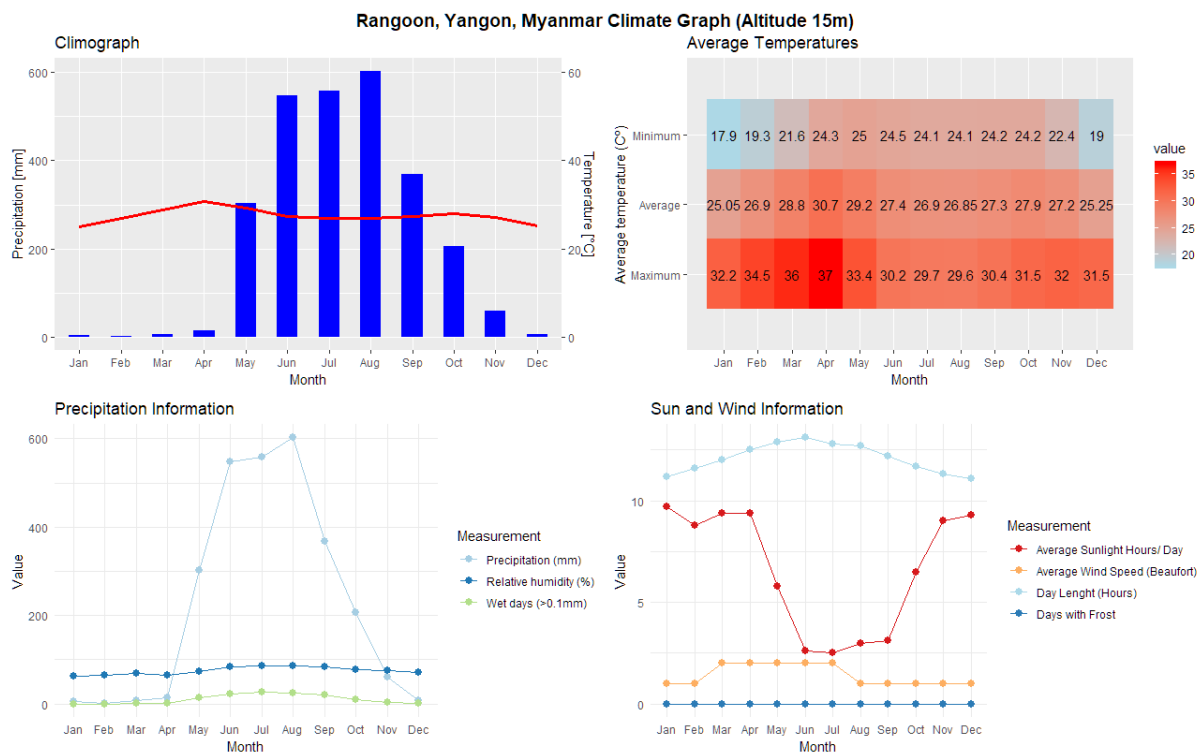 Rangoon, Yangon, Myanmar Climate Graph (Altitude 15m)
Climograph
Precipitation [mm]
600
400
200
0
60
40
20
0
Temperature [°C]
Jan Feb Mar Apr May Jun Jul Aug Sep Oct Nov Dec
Month
Average Temperatures
Average temperature (C°)
Minimum 17.9 19.3 21.6 24.3 25 24.5 24.1 24.1 24.2 24.2 22.4 19
Average 25.05 26.9 28.8 30.7 29.2 27.4 26.9 26.85 27.3 27.9 27.2 25.25
Maximum 32.2 34.5 36 37 33.4 30.2 29.7 29.6 30.4 31.5 32 31.5
Jan Feb Mar Apr May Jun Jul Aug Sep Oct Nov Dec
Month
value
35
30
25
20
Precipitation Information
Value
600
400
200
0
Jan Feb Mar Apr May Jun Jul Aug Sep Oct Nov Dec
Month
Measurement
Precipitation (mm)
Relative humidity (%)
Wet days (>0.1mm)
Sun and Wind Information
Value
10
5
0
Jan Feb Mar Apr May Jun Jul Aug Sep Oct Nov Dec
Month
Measurement
Average Sunlight Hours/ Day
Average Wind Speed (Beaufort)
Day Lenght (Hours)
Days with Frost